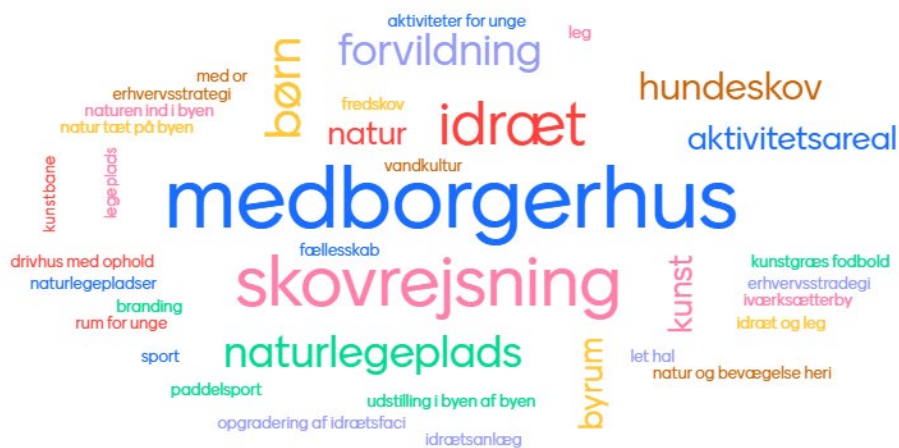 aktiviteter for unge
leg
forvildning
børn
med or
hundeskov
erhvervsstrategi
fredskov
naturen ind i byen
idræt
natur tæt på byen
natur
aktivitetsareal
vandkultur
kunstbane
legeplads
medborgerhus
fællesskab
drivhus med ophold
kunstgræs fodbold
skovrejsning
kunst
naturlegepladser
erhvervsstradegi
iværksætterby
branding
rum for unge
idræt og leg
naturlegeplads
sport
byrum
let hal
natur og bevægelse heri
paddelsport
udstilling i byen af byen
opgradering af idrætsfaci
idrætsanlæg